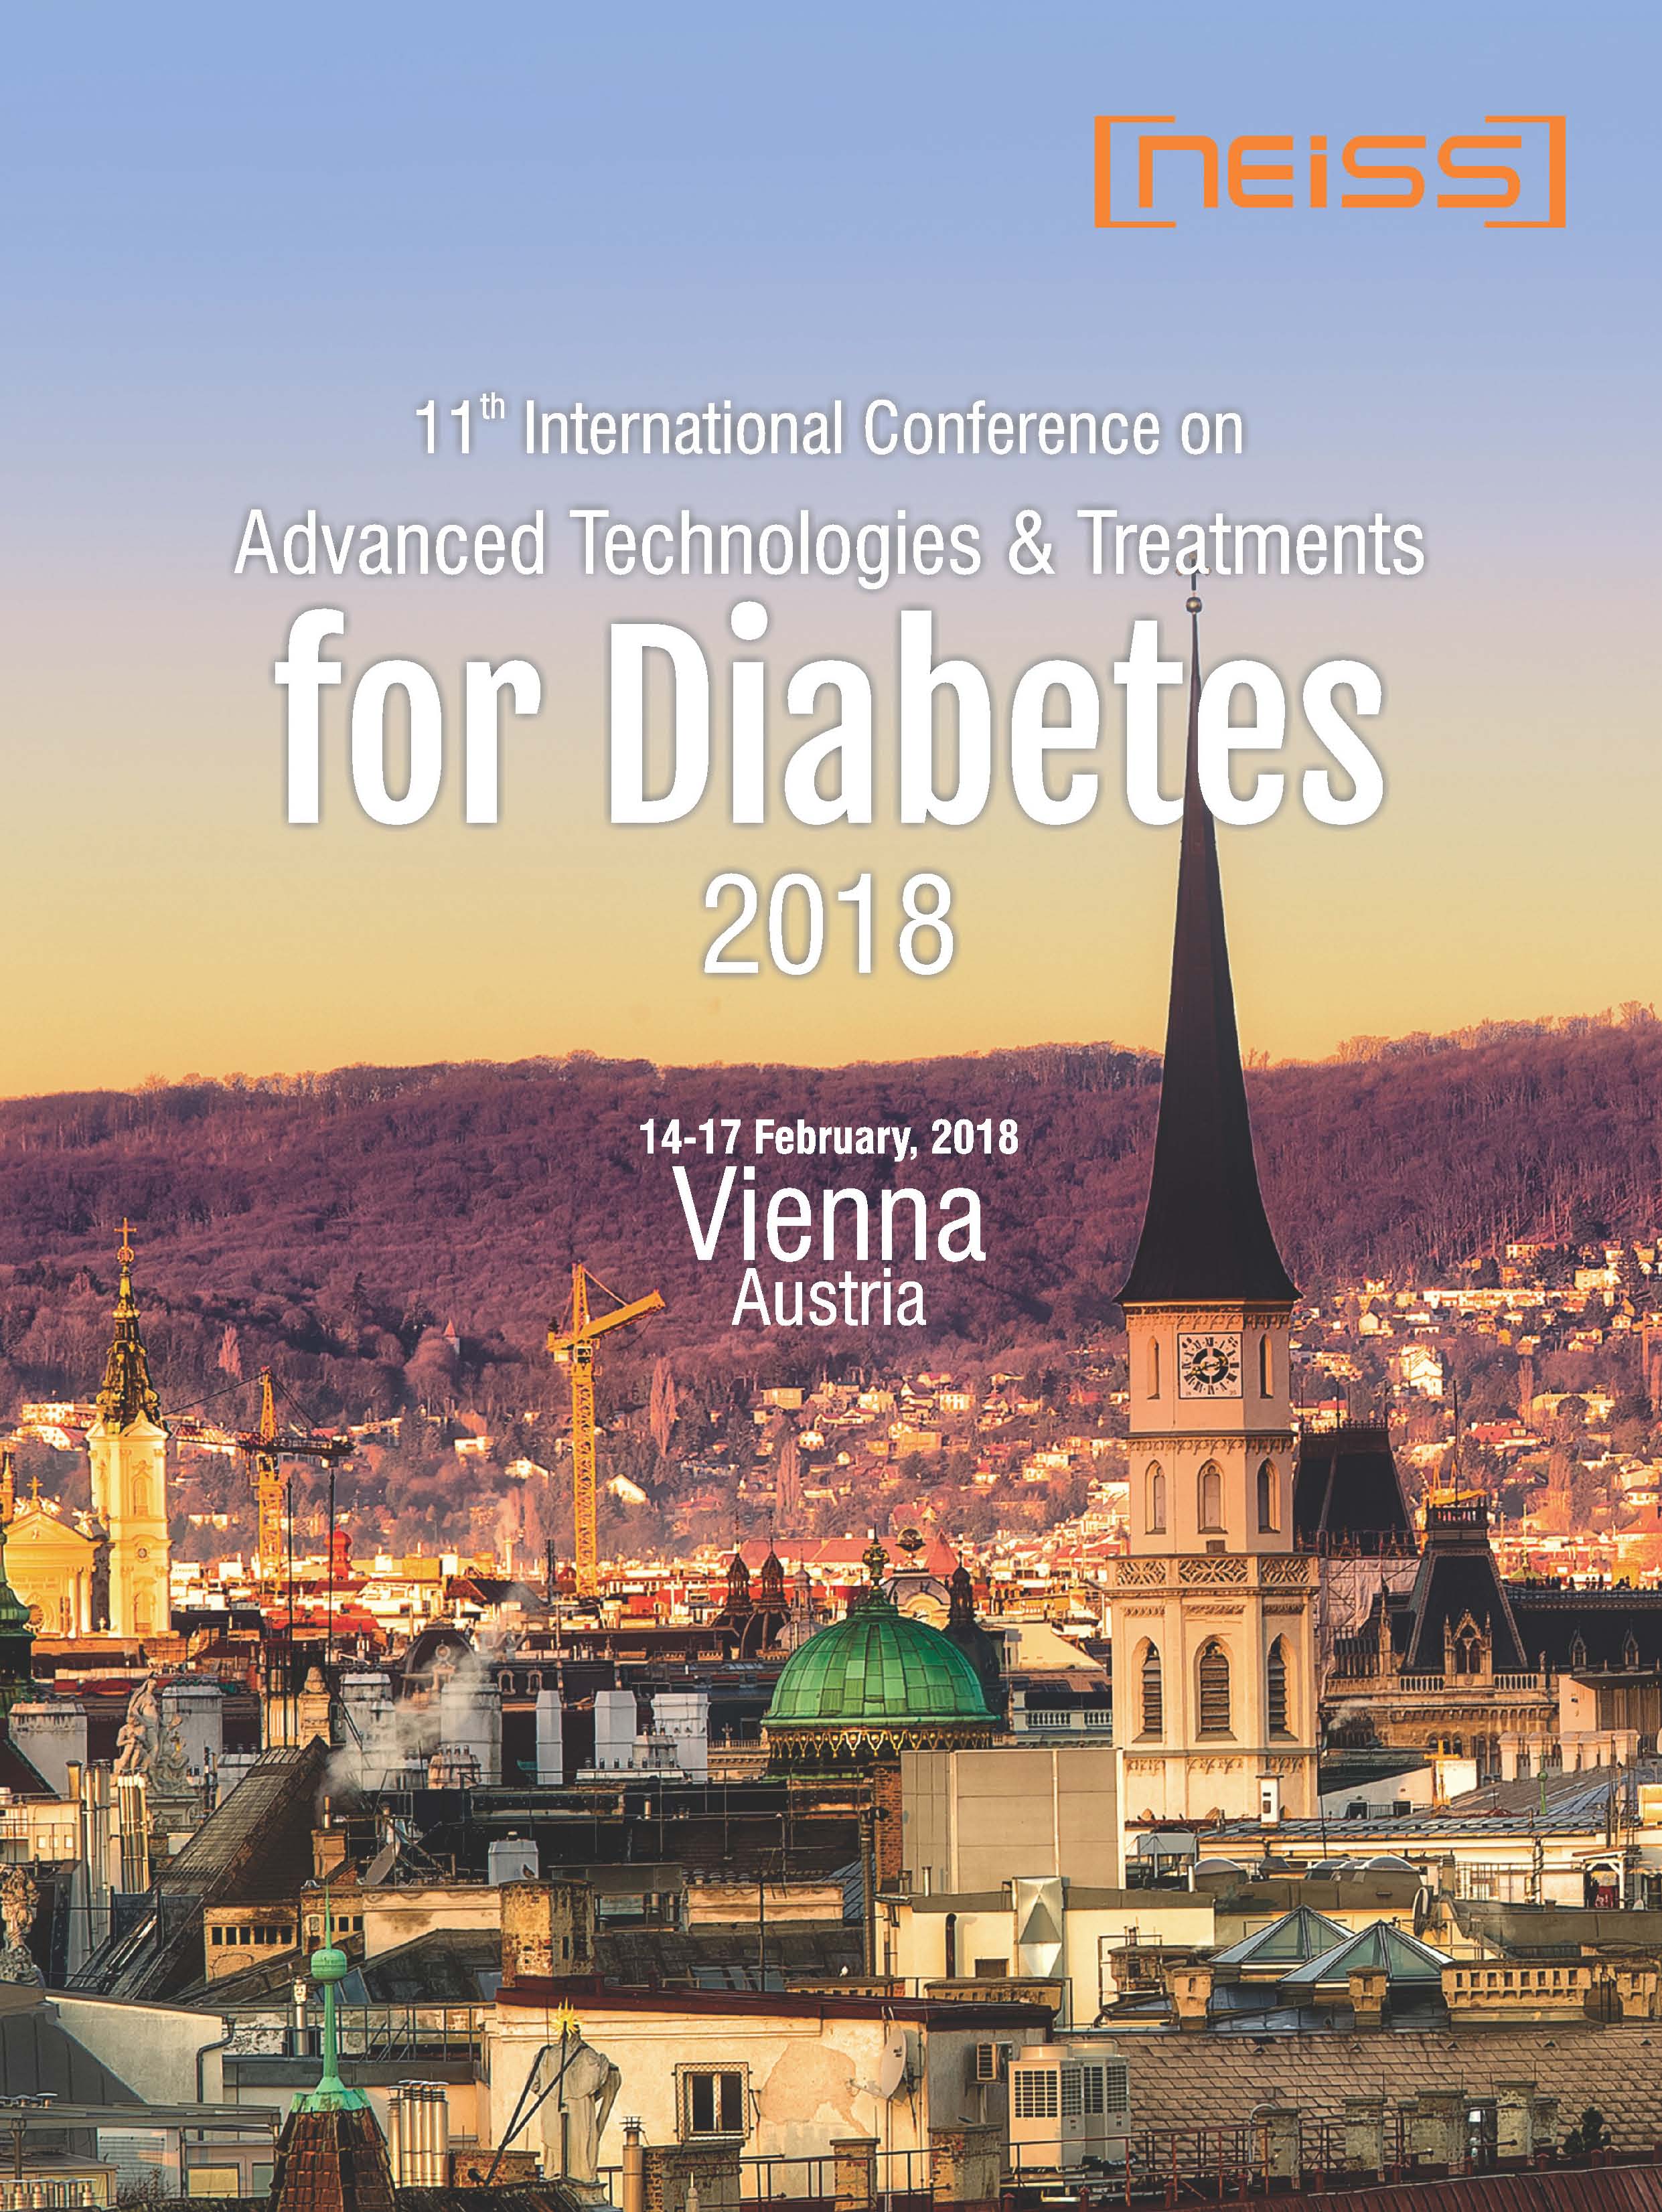 [neiss]
11th International Conference on
Advanced Technologies & Treatments
for Diabetes
2018
14-17 February, 2018
Vienna
Austria